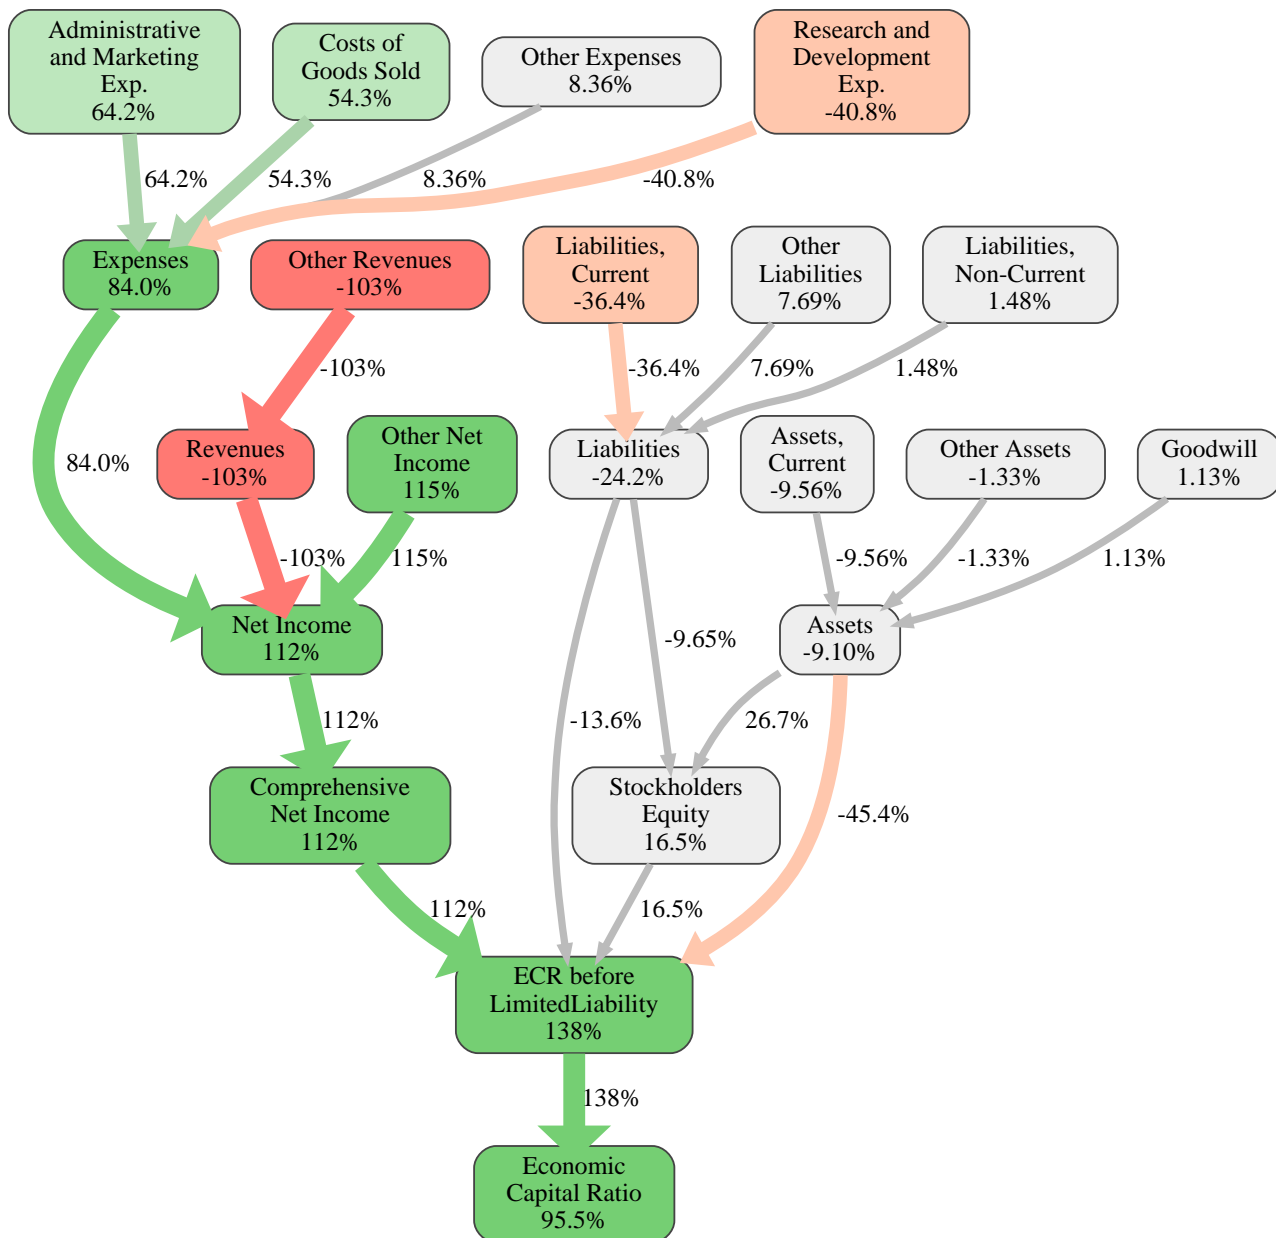 Administrative
and Marketing
Exp.
64.2%
Costs of
Goods Sold
54.3%
Other Expenses
8.36%
Research and
Development
Exp.
-40.8%
64.2%
54.3%
8.36%
-40.8%
Expenses
84.0%
Other Revenues
-103%
Liabilities,
Current
-36.4%
Other
Liabilities
7.69%
Liabilities,
Non-Current
1.48%
-103%
-36.4%
7.69%
1.48%
84.0%
Revenues
-103%
Other Net
Income
115%
Liabilities
-24.2%
Assets,
Current
-9.56%
Other Assets
-1.33%
Goodwill
1.13%
-103%
115%
-9.56%
-1.33%
1.13%
Net Income
112%
-9.65%
Assets
-9.10%
112%
-13.6%
26.7%
Comprehensive
Net Income
112%
Stockholders
Equity
16.5%
-45.4%
112%
16.5%
ECR before
LimitedLiability
138%
138%
Economic
Capital Ratio
95.5%